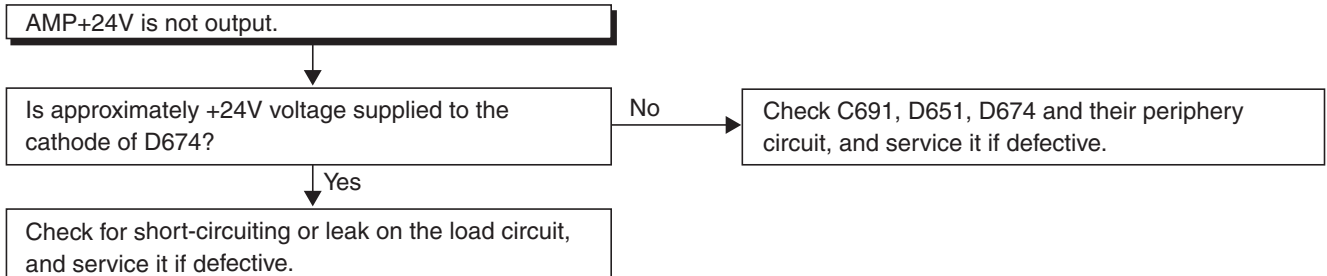 AMP+24V is not output.
Is approximately +24V voltage supplied to the
cathode of D674?
No
Check C691, D651, D674 and their periphery
circuit, and service it if defective.
Yes
Check for short-circuiting or leak on the load circuit,
and service it if defective.